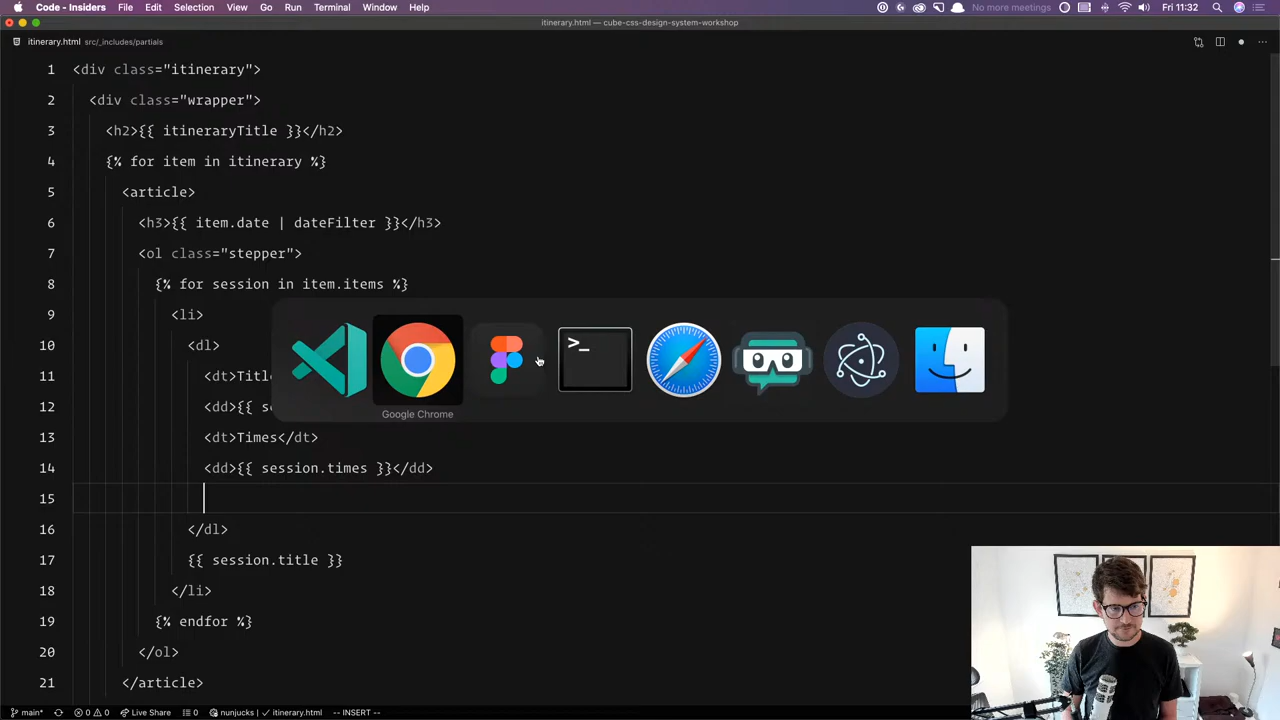 Code - Insiders File Edit Selection View Go Run Terminal Window Help No more meetings Fri 11:32
itinerary.html — cube-css-design-system-workshop
itinerary.html src/_includes/partials
1 <div class="itinerary">
2 <div class="wrapper">
3 <h2>{{ itineraryTitle }}</h2>
4 {% for item in itinerary %}
5 <article>
6 <h3>{{ item.date | dateFilter }}</h3>
7 <ol class="stepper">
8 {% for session in item.items %}
9 <li>
10 <dl>
11 <dt>Title
12 <dd>{{ se
13 <dt>Times</dt>
14 <dd>{{ session.times }}</dd>
15
16 </dl>
17 {{ session.title }}
18 </li>
19 {% endfor %}
20 </ol>
21 </article>
>_
Google Chrome
main* 0 0 Live Share 0 nunjucks | itinerary.html -- INSERT --